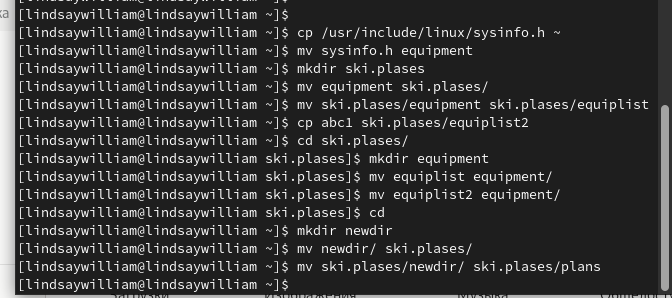 [lindsaywilliam@lindsaywilliam ~]$
[lindsaywilliam@lindsaywilliam ~]$
[lindsaywilliam@lindsaywilliam ~]$ cp /usr/include/linux/sysinfo.h ~
[lindsaywilliam@lindsaywilliam ~]$ mv sysinfo.h equipment
[lindsaywilliam@lindsaywilliam ~]$ mkdir ski.plases
[lindsaywilliam@lindsaywilliam ~]$ mv equipment ski.plases/
[lindsaywilliam@lindsaywilliam ~]$ mv ski.plases/equipment ski.plases/equiplist
[lindsaywilliam@lindsaywilliam ~]$ cp abc1 ski.plases/equiplist2
[lindsaywilliam@lindsaywilliam ~]$ cd ski.plases/
[lindsaywilliam@lindsaywilliam ski.plases]$ mkdir equipment
[lindsaywilliam@lindsaywilliam ski.plases]$ mv equiplist equipment/
[lindsaywilliam@lindsaywilliam ski.plases]$ mv equiplist2 equipment/
[lindsaywilliam@lindsaywilliam ski.plases]$ cd
[lindsaywilliam@lindsaywilliam ~]$ mkdir newdir
[lindsaywilliam@lindsaywilliam ~]$ mv newdir/ ski.plases/
[lindsaywilliam@lindsaywilliam ~]$ mv ski.plases/newdir/ ski.plases/plans
[lindsaywilliam@lindsaywilliam ~]$
Загрузки Изображения Музыка